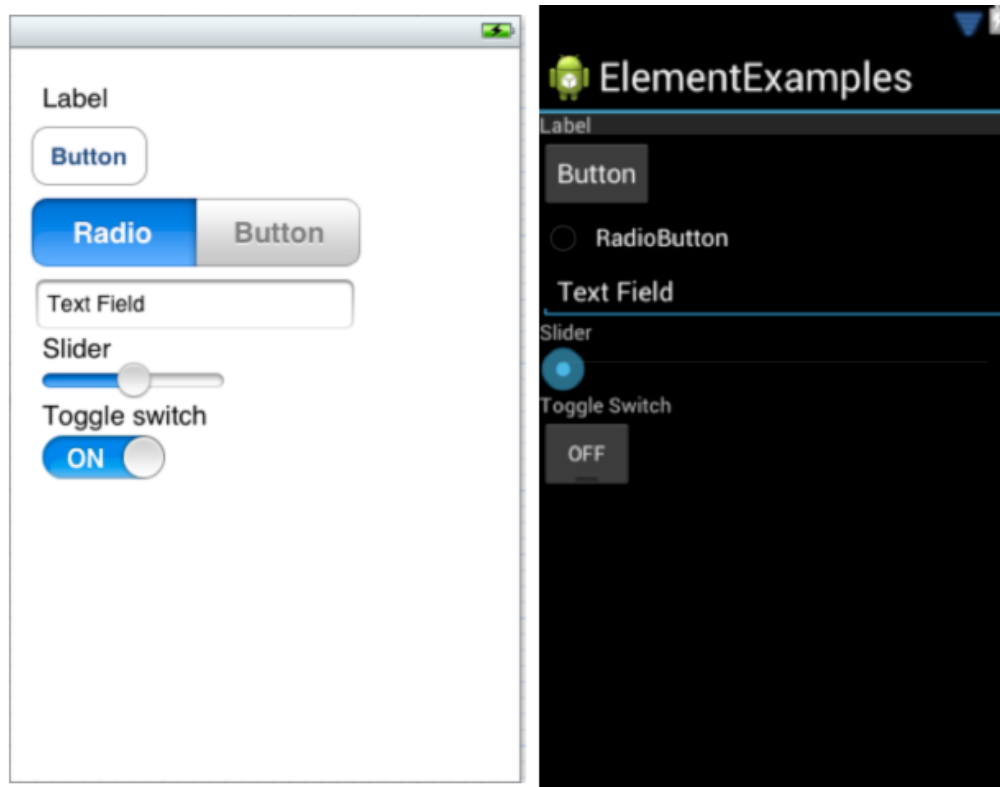 Label
Button
Radio Button
Text Field
Slider
Toggle switch
ON
ElementExamples
Label
Button
RadioButton
Text Field
Slider
Toggle Switch
OFF